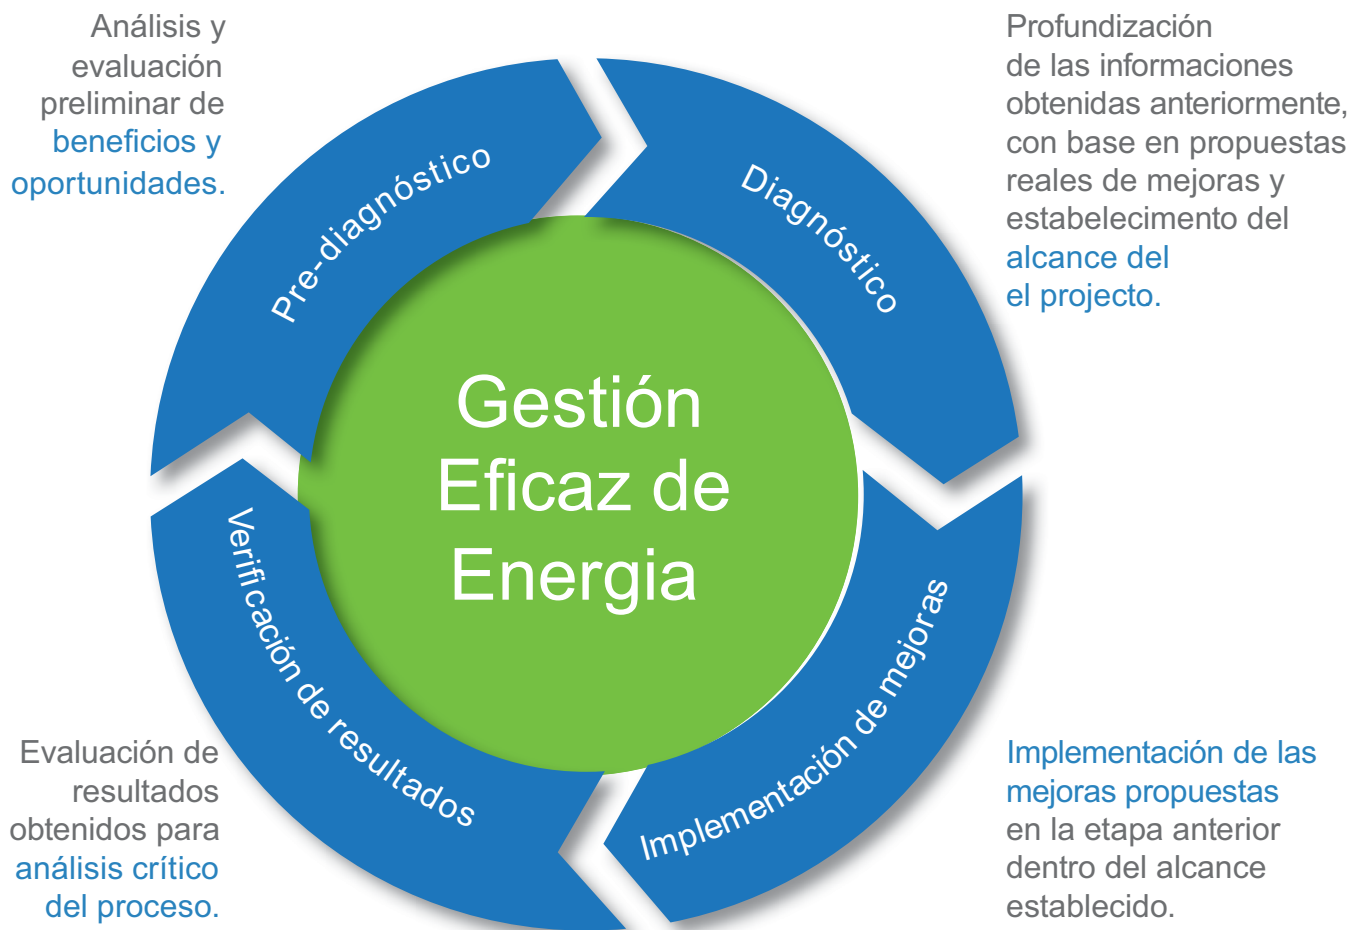 Análisis y
evaluación
preliminar de
beneficios y
oportunidades.
Pre-diagnóstico
Diagnóstico
Profundización
de las informaciones
obtenidas anteriormente,
con base en propuestas
reales de mejoras y
estabelecimento del
alcance del
el projecto.
Gestión
Eficaz de
Energia
Verificación de resultados
Implementación de mejoras
Evaluación de
resultados
obtenidos para
análisis crítico
del proceso.
Implementación de las
mejoras propuestas
en la etapa anterior
dentro del alcance
establecido.